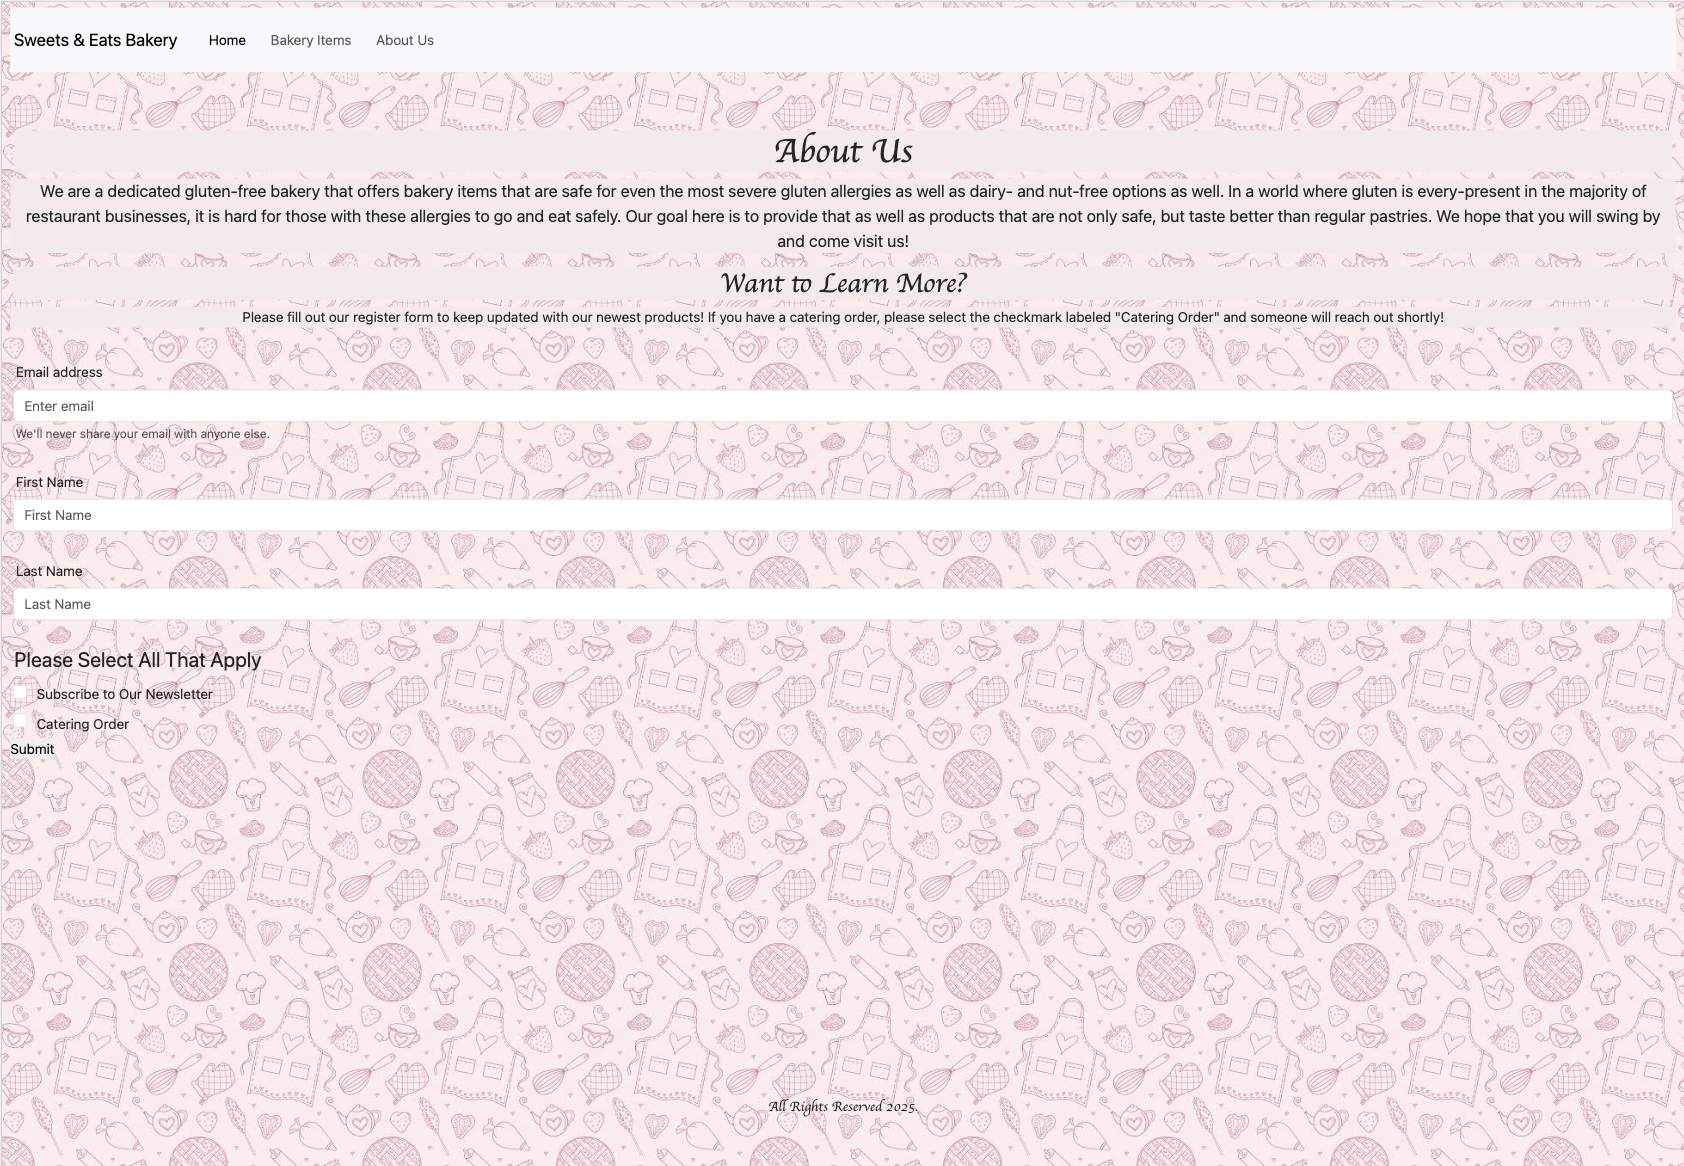 Sweets & Eats Bakery Home Bakery Items About Us
About Us
We are a dedicated gluten-free bakery that offers bakery items that are safe for even the most severe gluten allergies as well as dairy- and nut-free options as well. In a world where gluten is every-present in the majority of
restaurant businesses, it is hard for those with these allergies to go and eat safely. Our goal here is to provide that as well as products that are not only safe, but taste better than regular pastries. We hope that you will swing by
and come visit us!
Want to Learn More?
Please fill out our register form to keep updated with our newest products! If you have a catering order, please select the checkmark labeled "Catering Order" and someone will reach out shortly!
Email address
Enter email
We'll never share your email with anyone else.
First Name
First Name
Last Name
Last Name
Please Select All That Apply
Subscribe to Our Newsletter
Catering Order
Submit
All Rights Reserved 2025.